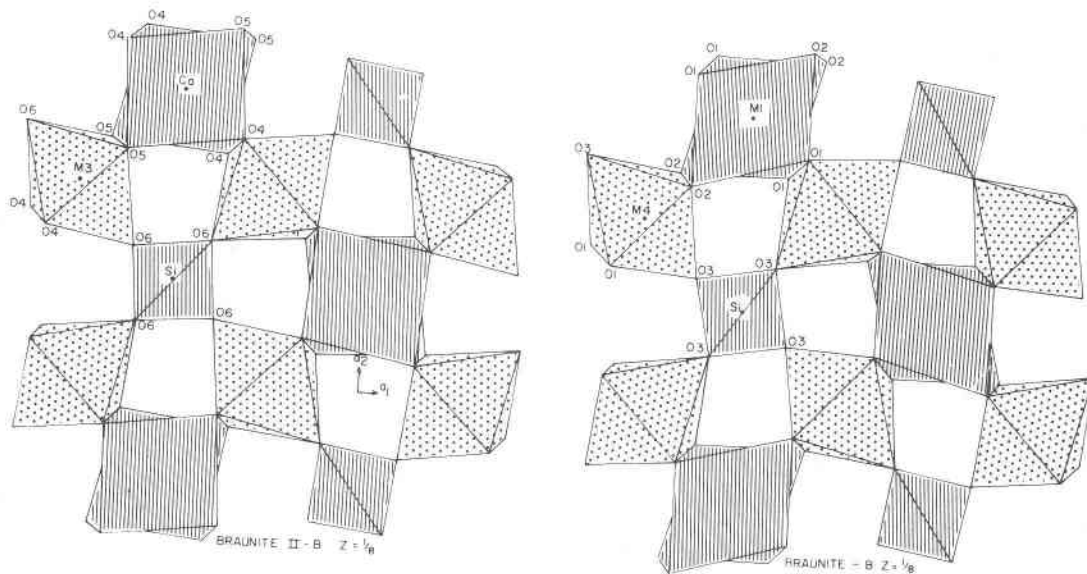 O4
O4 O5
O5
Ca
O6 O5 O4
O5 O4
M3
O4
O4
O6 O6
Si
O6 O6
a2
a1
BRAUNITE II-B Z = 1/8
O1 O2
O1 O2
M1
O3 O2 O1
O2 O1
M4
O1
O1
O3 O3
Si
O3 O3
BRAUNITE - B Z = 1/8